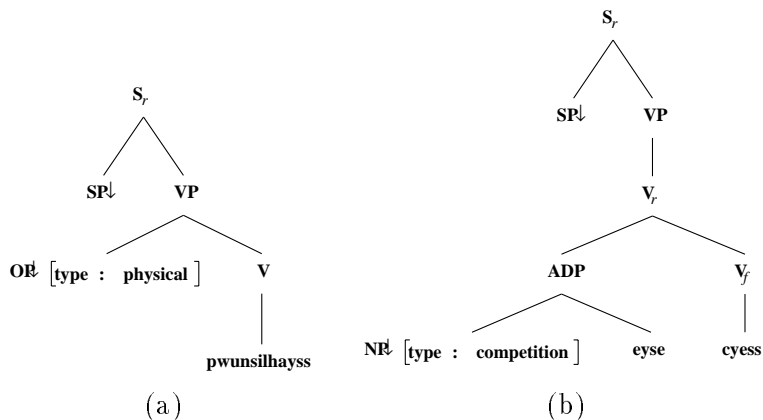 S_r
SP↓ VP
OP↓ [type : physical] V
pwunsilhayss
(a)
S_r
SP↓ VP
V_r
ADP V_f
NP↓ [type : competition] eyse cyess
(b)